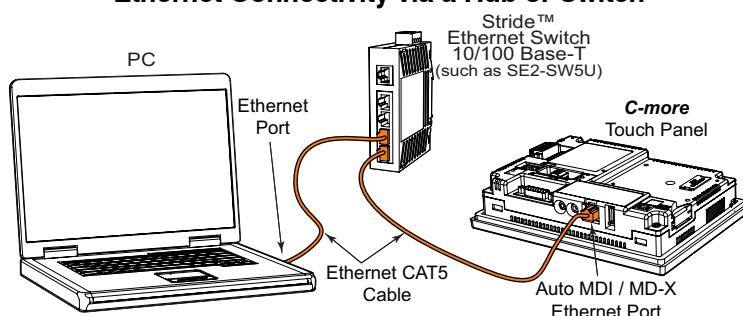 Ethernet Connectivity via a Hub or Switch
Stride™
Ethernet Switch
10/100 Base-T
(such as SE2-SW5U)
PC
Ethernet
Port
C-more
Touch Panel
Ethernet CAT5
Cable
Auto MDI / MD-X
Ethernet Port